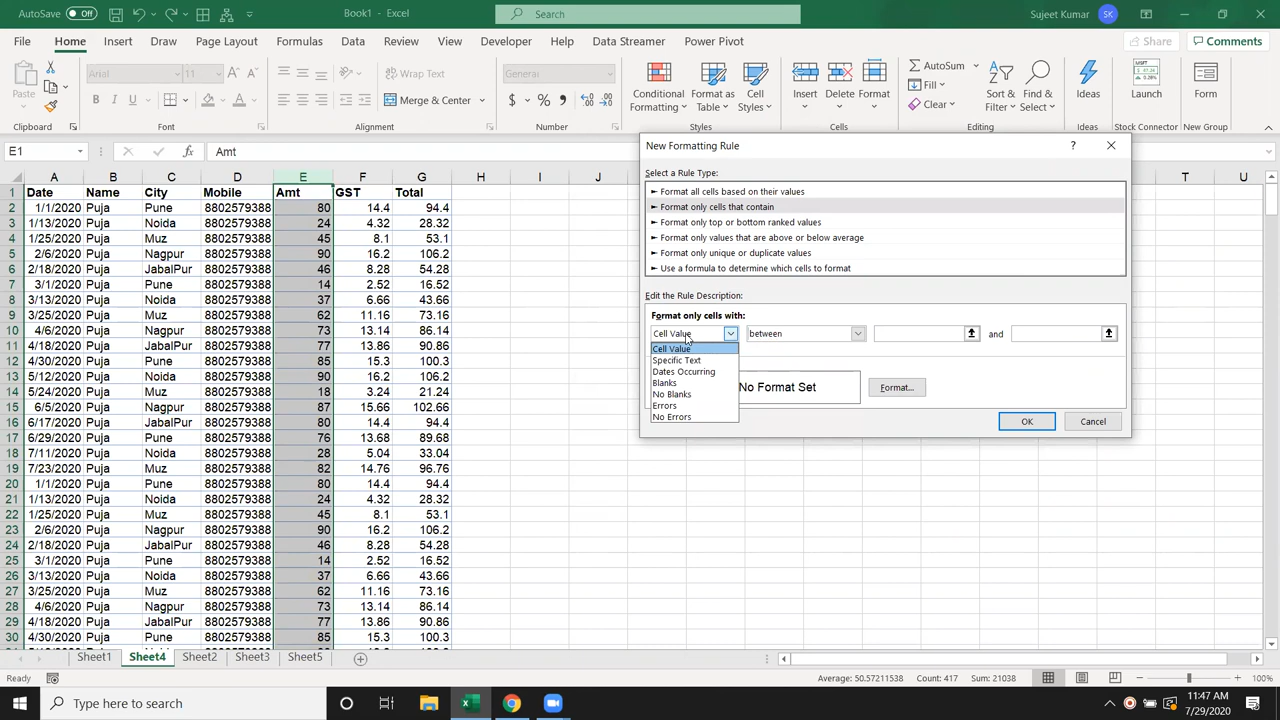 AutoSave Off Book1 - Excel Search Sujeet Kumar SK
File Home Insert Draw Page Layout Formulas Data Review View Developer Help Data Streamer Power Pivot Share Comments
Paste Arial 11 Wrap Text General Conditional Formatting Format as Table Cell Styles Insert Delete Format AutoSum Fill Clear Sort & Filter Find & Select Ideas Launch Form
B I U Merge & Center $ %
Clipboard Font Alignment Number Styles Cells Editing Ideas Stock Connector New Group
E1 fx Amt
A B C D E F G H I J T U
1 Date Name City Mobile Amt GST Total
2 1/1/2020 Puja Pune 8802579388 80 14.4 94.4
3 1/13/2020 Puja Noida 8802579388 24 4.32 28.32
4 1/25/2020 Puja Muz 8802579388 45 8.1 53.1
5 2/6/2020 Puja Nagpur 8802579388 90 16.2 106.2
6 2/18/2020 Puja JabalPur 8802579388 46 8.28 54.28
7 3/1/2020 Puja Pune 8802579388 14 2.52 16.52
8 3/13/2020 Puja Noida 8802579388 37 6.66 43.66
9 3/25/2020 Puja Muz 8802579388 62 11.16 73.16
10 4/6/2020 Puja Nagpur 8802579388 73 13.14 86.14
11 4/18/2020 Puja JabalPur 8802579388 77 13.86 90.86
12 4/30/2020 Puja Pune 8802579388 85 15.3 100.3
13 5/12/2020 Puja Noida 8802579388 18 3.24 21.24
14 5/24/2020 Puja Muz 8802579388 18 3.24 21.24
15 6/5/2020 Puja Nagpur 8802579388 87 15.66 102.66
16 6/17/2020 Puja JabalPur 8802579388 85 15.3 100.3
17 6/29/2020 Puja Pune 8802579388 76 13.68 89.68
18 7/11/2020 Puja Noida 8802579388 28 5.04 33.04
19 7/23/2020 Puja Muz 8802579388 82 14.76 96.76
20 1/1/2020 Puja Pune 8802579388 80 14.4 94.4
21 1/13/2020 Puja Noida 8802579388 24 4.32 28.32
22 1/25/2020 Puja Muz 8802579388 45 8.1 53.1
23 2/6/2020 Puja Nagpur 8802579388 90 16.2 106.2
24 2/18/2020 Puja JabalPur 8802579388 46 8.28 54.28
25 3/1/2020 Puja Pune 8802579388 14 2.52 16.52
26 3/13/2020 Puja Noida 8802579388 37 6.66 43.66
27 3/25/2020 Puja Muz 8802579388 62 11.16 73.16
28 4/6/2020 Puja Nagpur 8802579388 73 13.14 86.14
29 4/18/2020 Puja JabalPur 8802579388 77 13.86 90.86
30 4/30/2020 Puja Pune 8802579388 85 15.3 100.3
New Formatting Rule ?
Select a Rule Type:
► Format all cells based on their values
► Format only cells that contain
► Format only top or bottom ranked values
► Format only values that are above or below average
► Format only unique or duplicate values
► Use a formula to determine which cells to format
Edit the Rule Description:
Format only cells with:
Cell Value between and
Cell Value
Specific Text
Dates Occurring
Blanks
No Blanks
Errors
No Errors
No Format Set Format...
OK Cancel
Sheet1 Sheet4 Sheet2 Sheet3 Sheet5
Ready Average: 50.57211538 Count: 417 Sum: 21038 100%
Type here to search 11:47 AM
7/29/2020